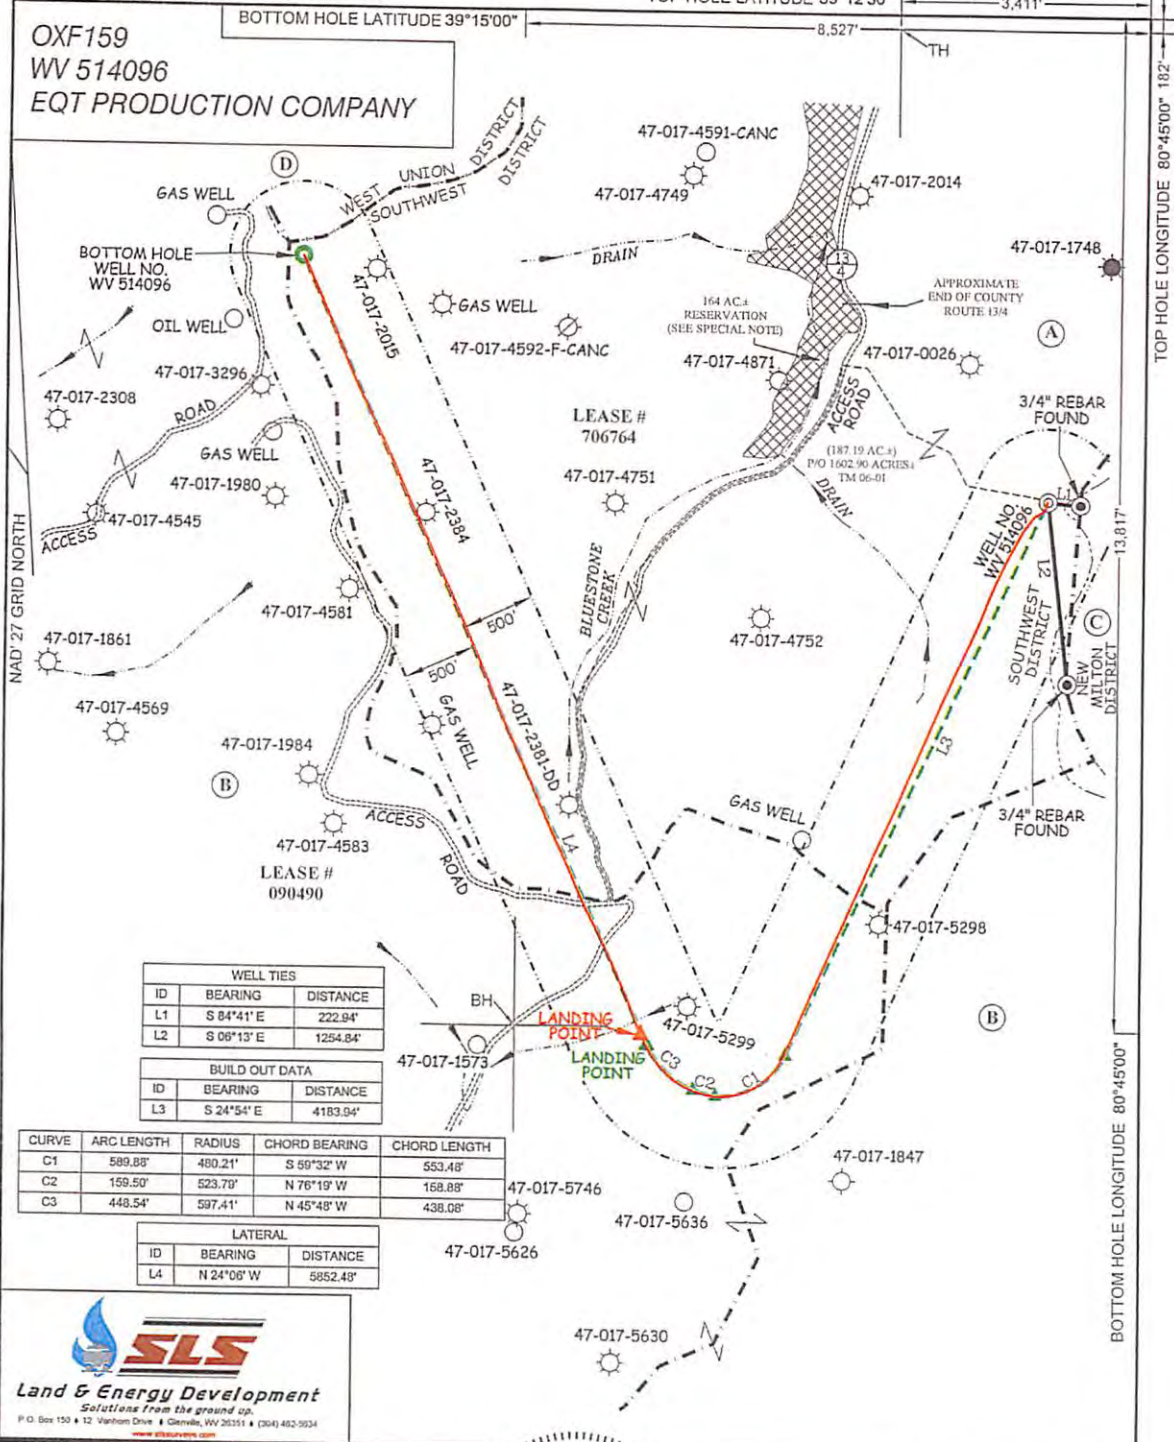 BOTTOM HOLE LATITUDE 39°15'00"
3,411'
8,527'
TH
OXF159
WV 514096
EQT PRODUCTION COMPANY
TOP HOLE LONGITUDE 80°45'00" 182'
D
WEST UNION DISTRICT
SOUTHWEST DISTRICT
47-017-4591-CANC
47-017-4749
47-017-2014
GAS WELL
BOTTOM HOLE
WELL NO.
WV 514096
DRAIN
13
4
47-017-1748
APPROXIMATE
END OF COUNTY
ROUTE 13/4
164 AC.±
RESERVATION
(SEE SPECIAL NOTE)
A
47-017-2015
GAS WELL
OIL WELL
47-017-4592-F-CANC
47-017-4871
47-017-0026
47-017-3296
47-017-2308
ROAD
LEASE #
706764
ACCESS
ROAD
3/4" REBAR
FOUND
GAS WELL
(187.19 AC.±)
P/O 1602.90 ACRES±
TM 06-01
47-017-1980
47-017-4751
47-017-2384
DRAIN
L1
47-017-4545
ACCESS
WELL NO.
WV 514096
L2
13,817'
NAD'27 GRID NORTH
BLUESTONE
CREEK
47-017-4581
500'
500'
47-017-4752
SOUTHWEST
DISTRICT
C
NEW
MILTON
DISTRICT
47-017-1861
47-017-4569
GAS WELL
47-017-2381-DD
47-017-1984
B
L3
ACCESS
ROAD
47-017-4583
L4
GAS WELL
3/4" REBAR
FOUND
LEASE #
090490
47-017-5298
WELL TIES
ID BEARING DISTANCE
L1 S 84°41' E 222.94'
L2 S 06°13' E 1254.84'
BH
LANDING
POINT
47-017-5299
B
47-017-1573
LANDING
POINT
C3
C2
C1
BUILD OUT DATA
ID BEARING DISTANCE
L3 S 24°54' E 4183.94'
CURVE ARC LENGTH RADIUS CHORD BEARING CHORD LENGTH
C1 589.88' 480.21' S 59°32' W 553.48'
C2 159.50' 523.79' N 76°19' W 158.88'
C3 448.54' 597.41' N 45°48' W 438.08'
47-017-1847
47-017-5746
47-017-5636
47-017-5626
LATERAL
ID BEARING DISTANCE
L4 N 24°06' W 5852.48'
47-017-5630
BOTTOM HOLE LONGITUDE 80°45'00"
SLS
Land & Energy Development
Solutions from the ground up.
P.O. Box 150 12 Vanhorn Drive Glenville, WV 26351 (304) 462-5634
www.slssurveys.com